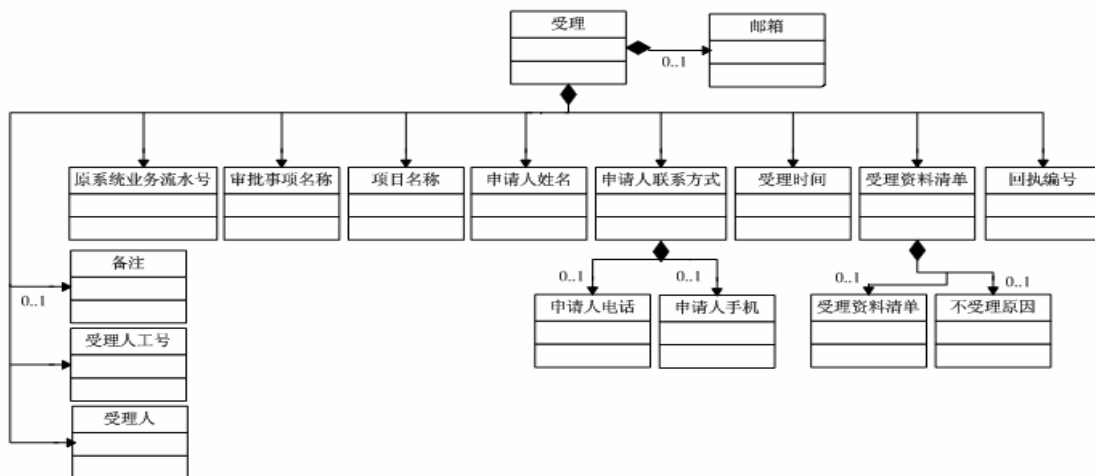 受理
邮箱
0..1
原系统业务流水号
审批事项名称
项目名称
申请人姓名
申请人联系方式
受理时间
受理资料清单
回执编号
备注
0..1
受理人工号
受理人
0..1
0..1
申请人电话
申请人手机
0..1
0..1
受理资料清单
不受理原因